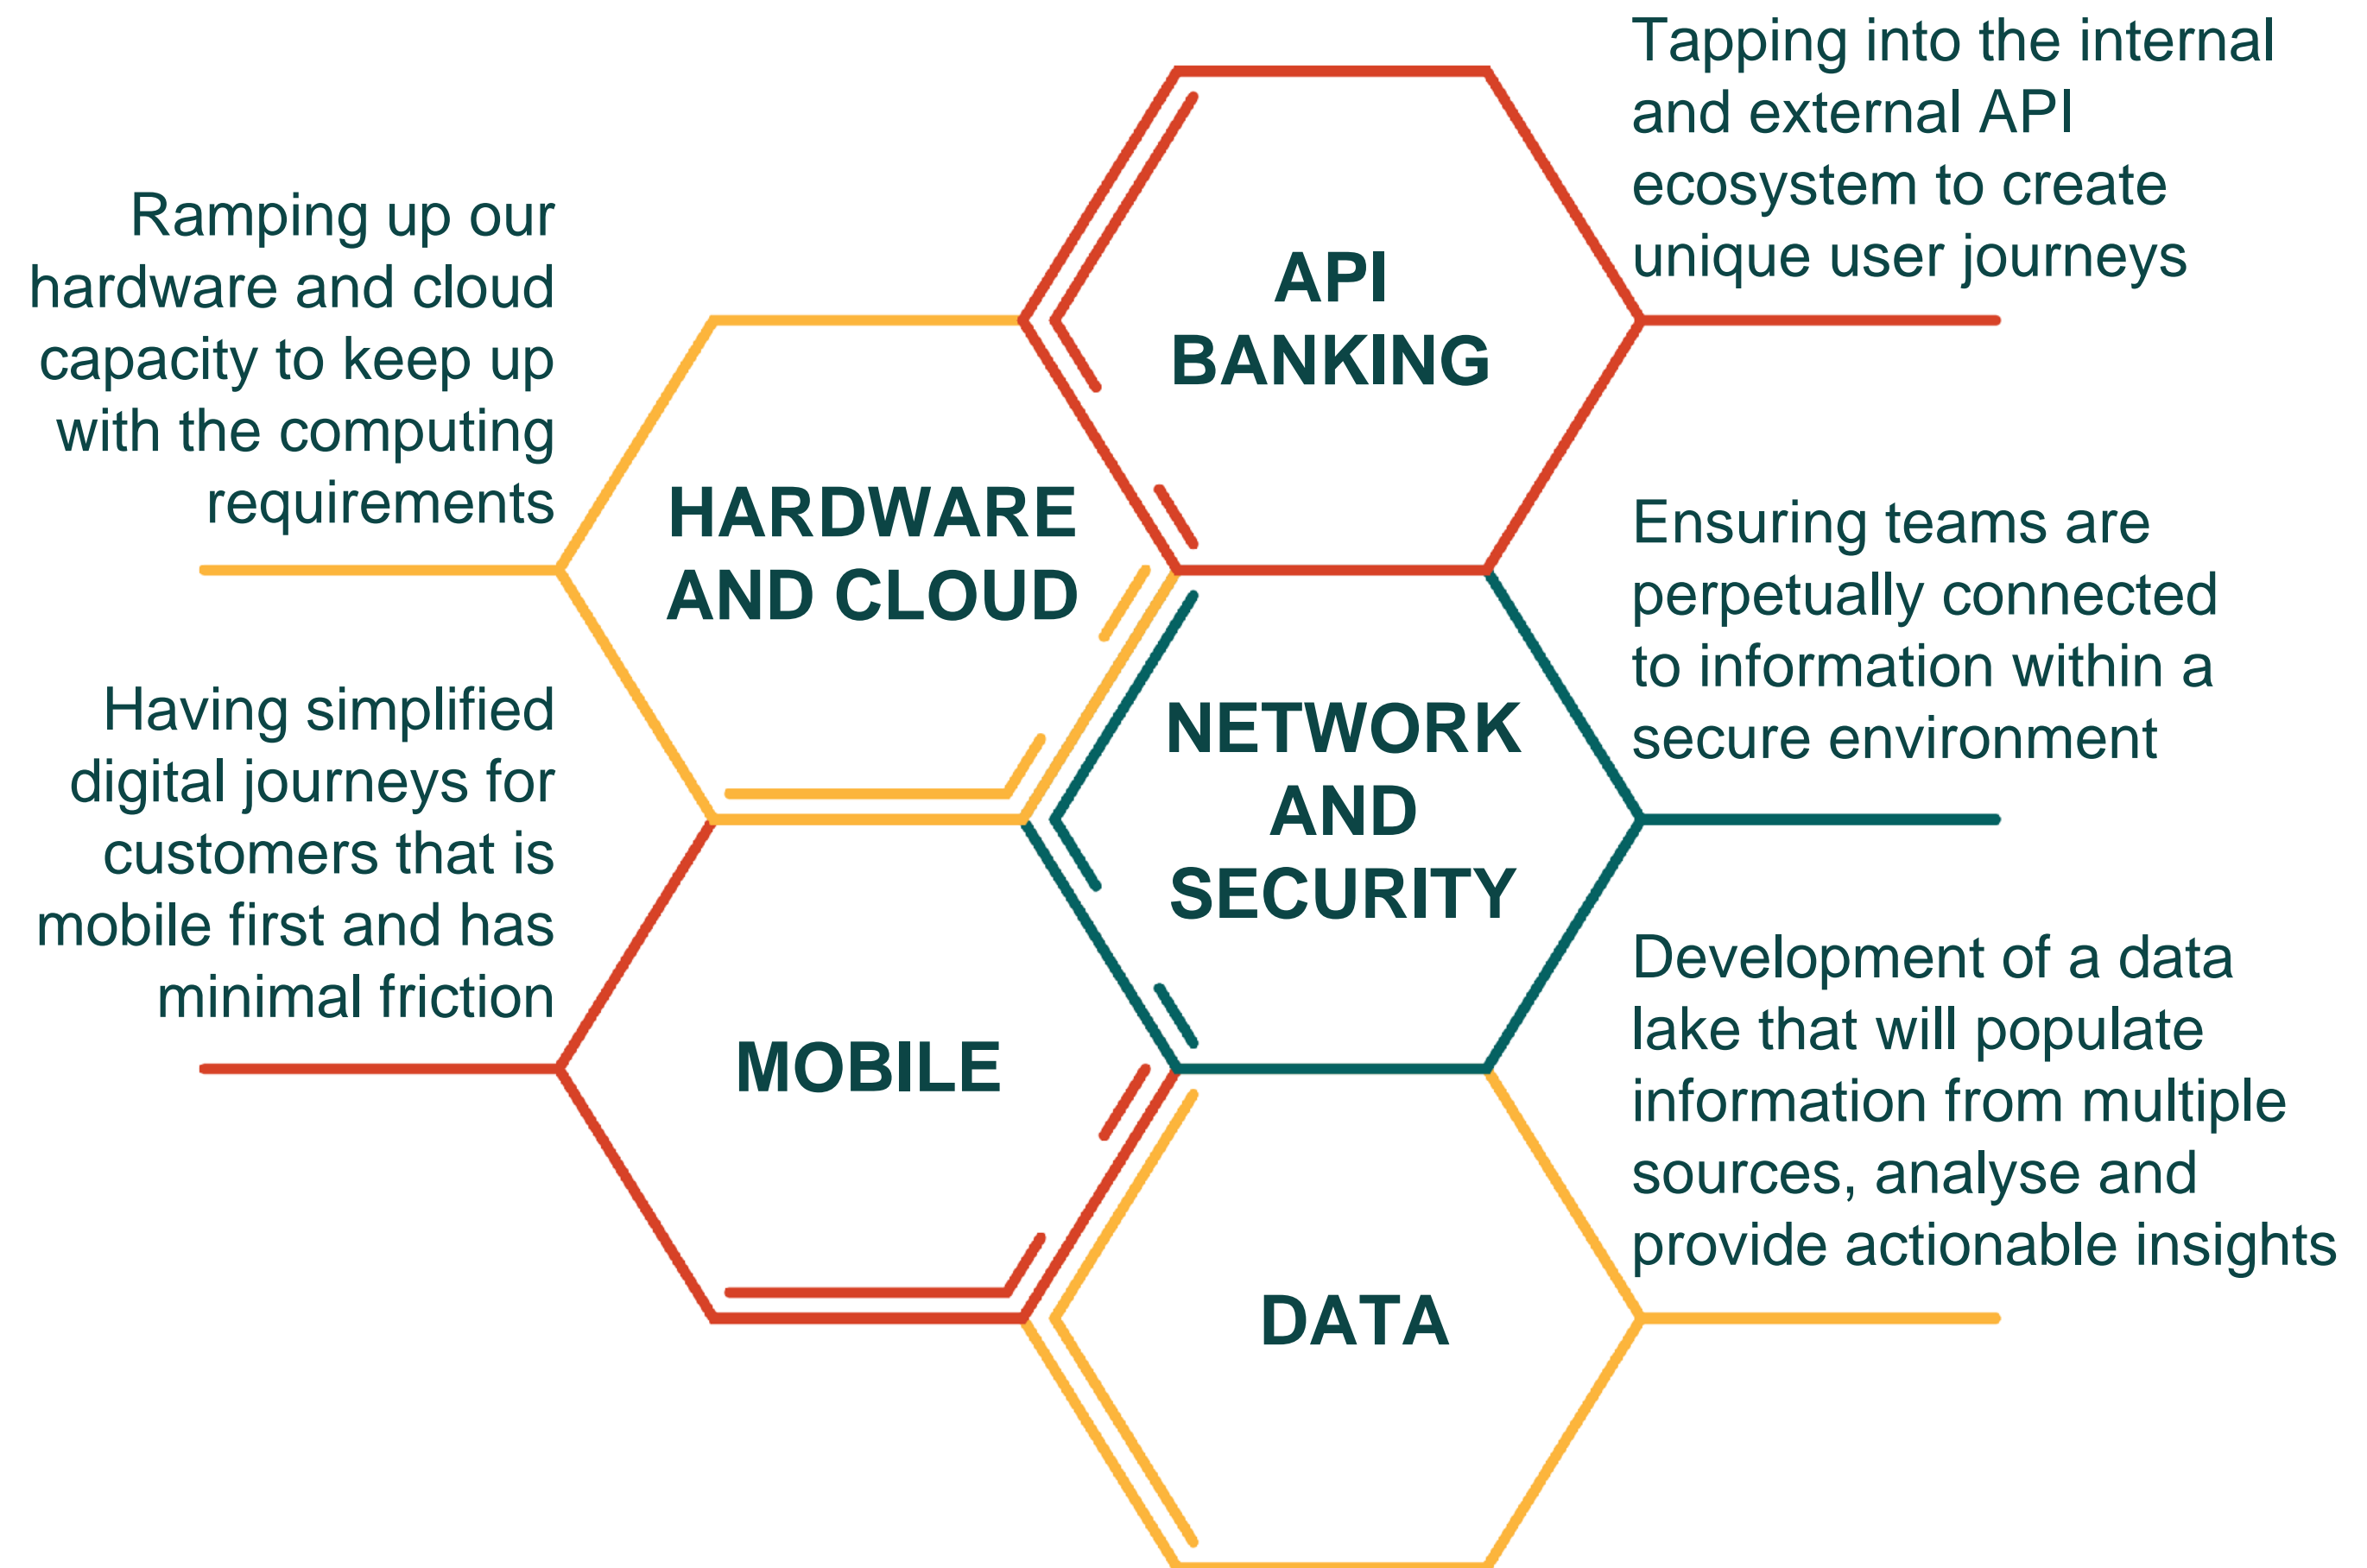 Tapping into the internal
and external API
ecosystem to create
unique user journeys
API
BANKING
Ramping up our
hardware and cloud
capacity to keep up
with the computing
requirements
HARDWARE
AND CLOUD
Ensuring teams are
perpetually connected
to information within a
secure environment
NETWORK
AND
SECURITY
Having simplified
digital journeys for
customers that is
mobile first and has
minimal friction
MOBILE
Development of a data
lake that will populate
information from multiple
sources, analyse and
provide actionable insights
DATA